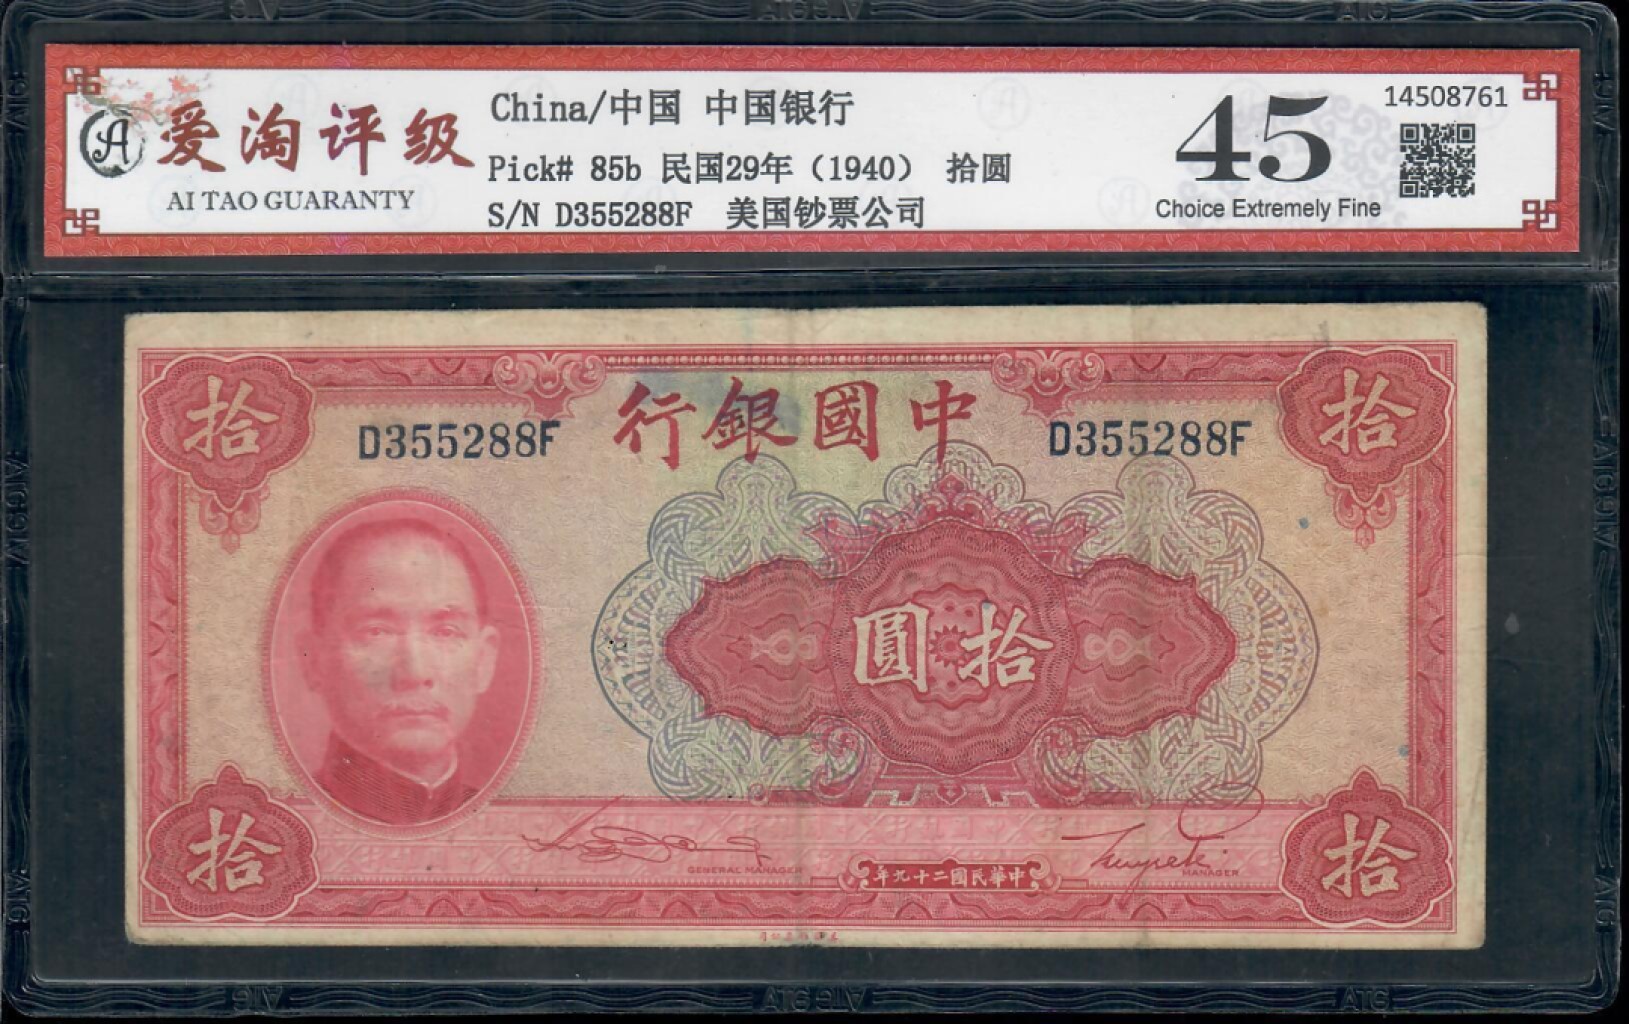 爱淘评级
AI TAO GUARANTY
China/中国 中国银行
Pick# 85b 民国29年（1940） 拾圆
S/N D355288F 美国钞票公司
45
Choice Extremely Fine
14508761
行銀國中
拾
拾
D355288F
D355288F
圓拾
GENERAL MANAGER
年九十二國民華中
MANAGER
拾
拾